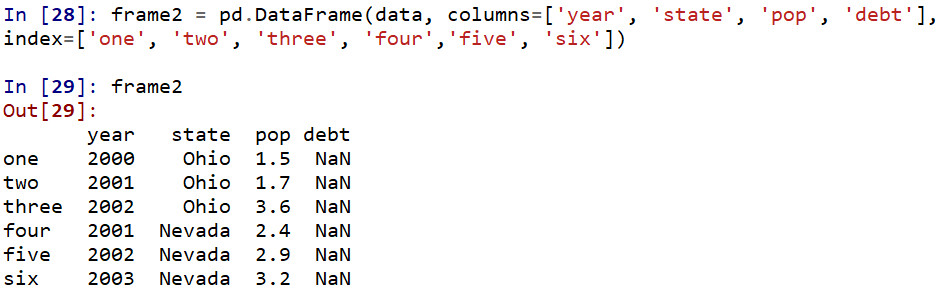 In [28]: frame2 = pd.DataFrame(data, columns=['year', 'state', 'pop', 'debt'],
index=['one', 'two', 'three', 'four','five', 'six'])
In [29]: frame2
Out[29]:
year state pop debt
one 2000 Ohio 1.5 NaN
two 2001 Ohio 1.7 NaN
three 2002 Ohio 3.6 NaN
four 2001 Nevada 2.4 NaN
five 2002 Nevada 2.9 NaN
six 2003 Nevada 3.2 NaN